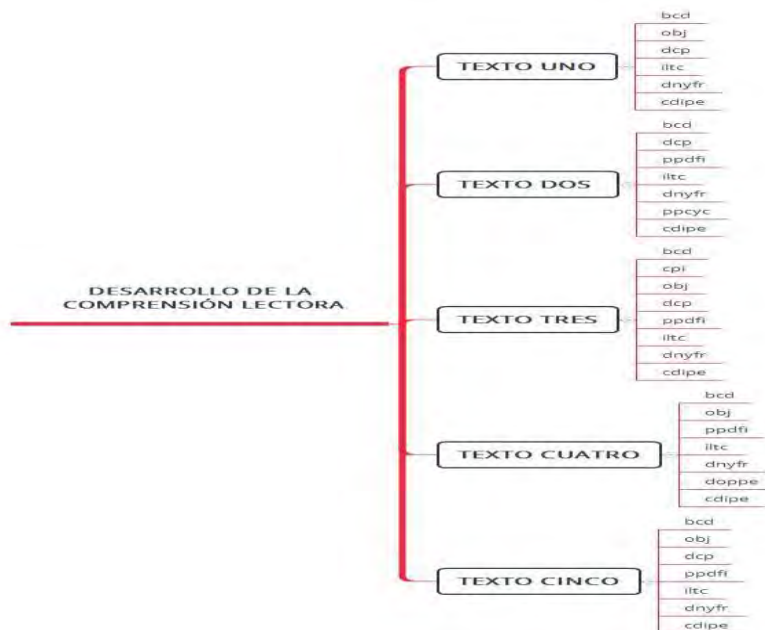 DESARROLLO DE LA
COMPRENSIÓN LECTORA
TEXTO UNO
bcd
obj
dcp
iltc
dnyfr
cdipe
TEXTO DOS
bcd
dcp
ppdfi
iltc
dnyfr
ppcyc
cdipe
TEXTO TRES
bcd
cpi
obj
dcp
ppdfi
iltc
dnyfr
cdipe
TEXTO CUATRO
bcd
obj
ppdfi
iltc
dnyfr
doppe
cdipe
TEXTO CINCO
bcd
obj
dcp
ppdfi
iltc
dnyfr
cdipe